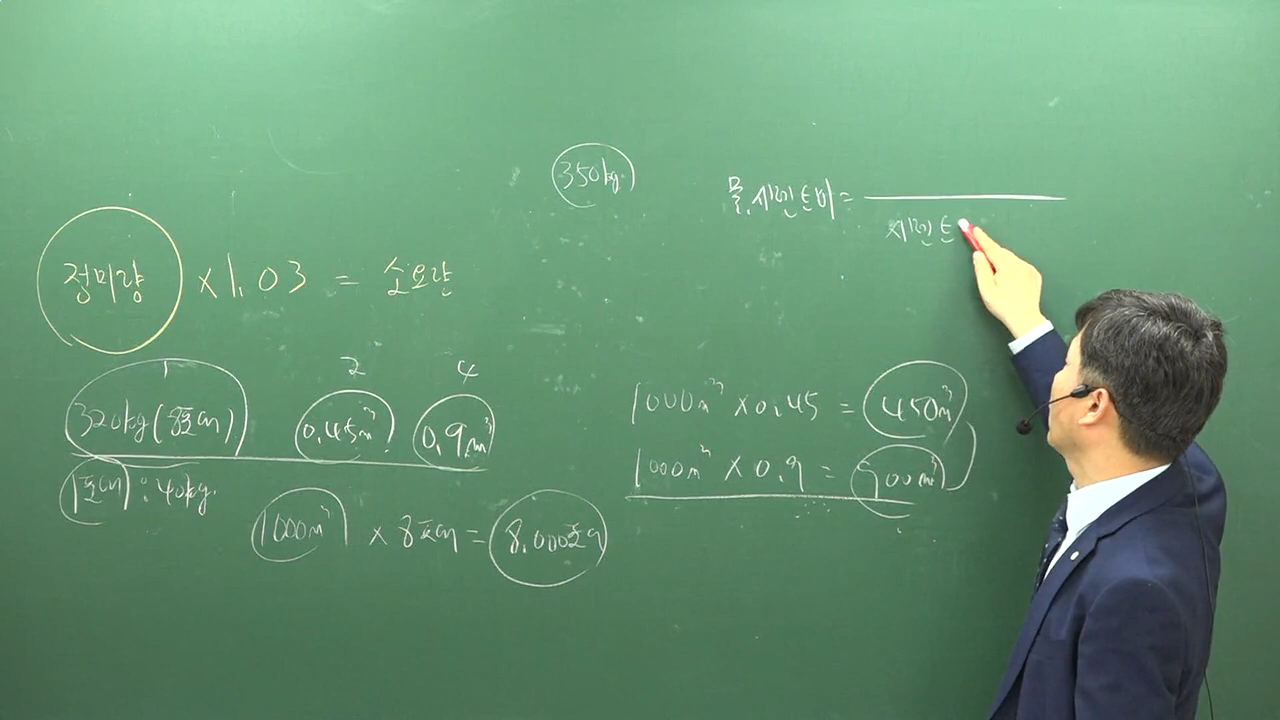 350kg
물.시멘트비 =
시멘트
정미량 × 1.03 = 소요량
1 2 4
320kg(8포대) 0.45m³ 0.9m³
1포대 : 40kg
1000m³ × 8포대 = 8,000포대
1000m³ × 0.45 = 450m³
1000m³ × 0.9 = 900m³